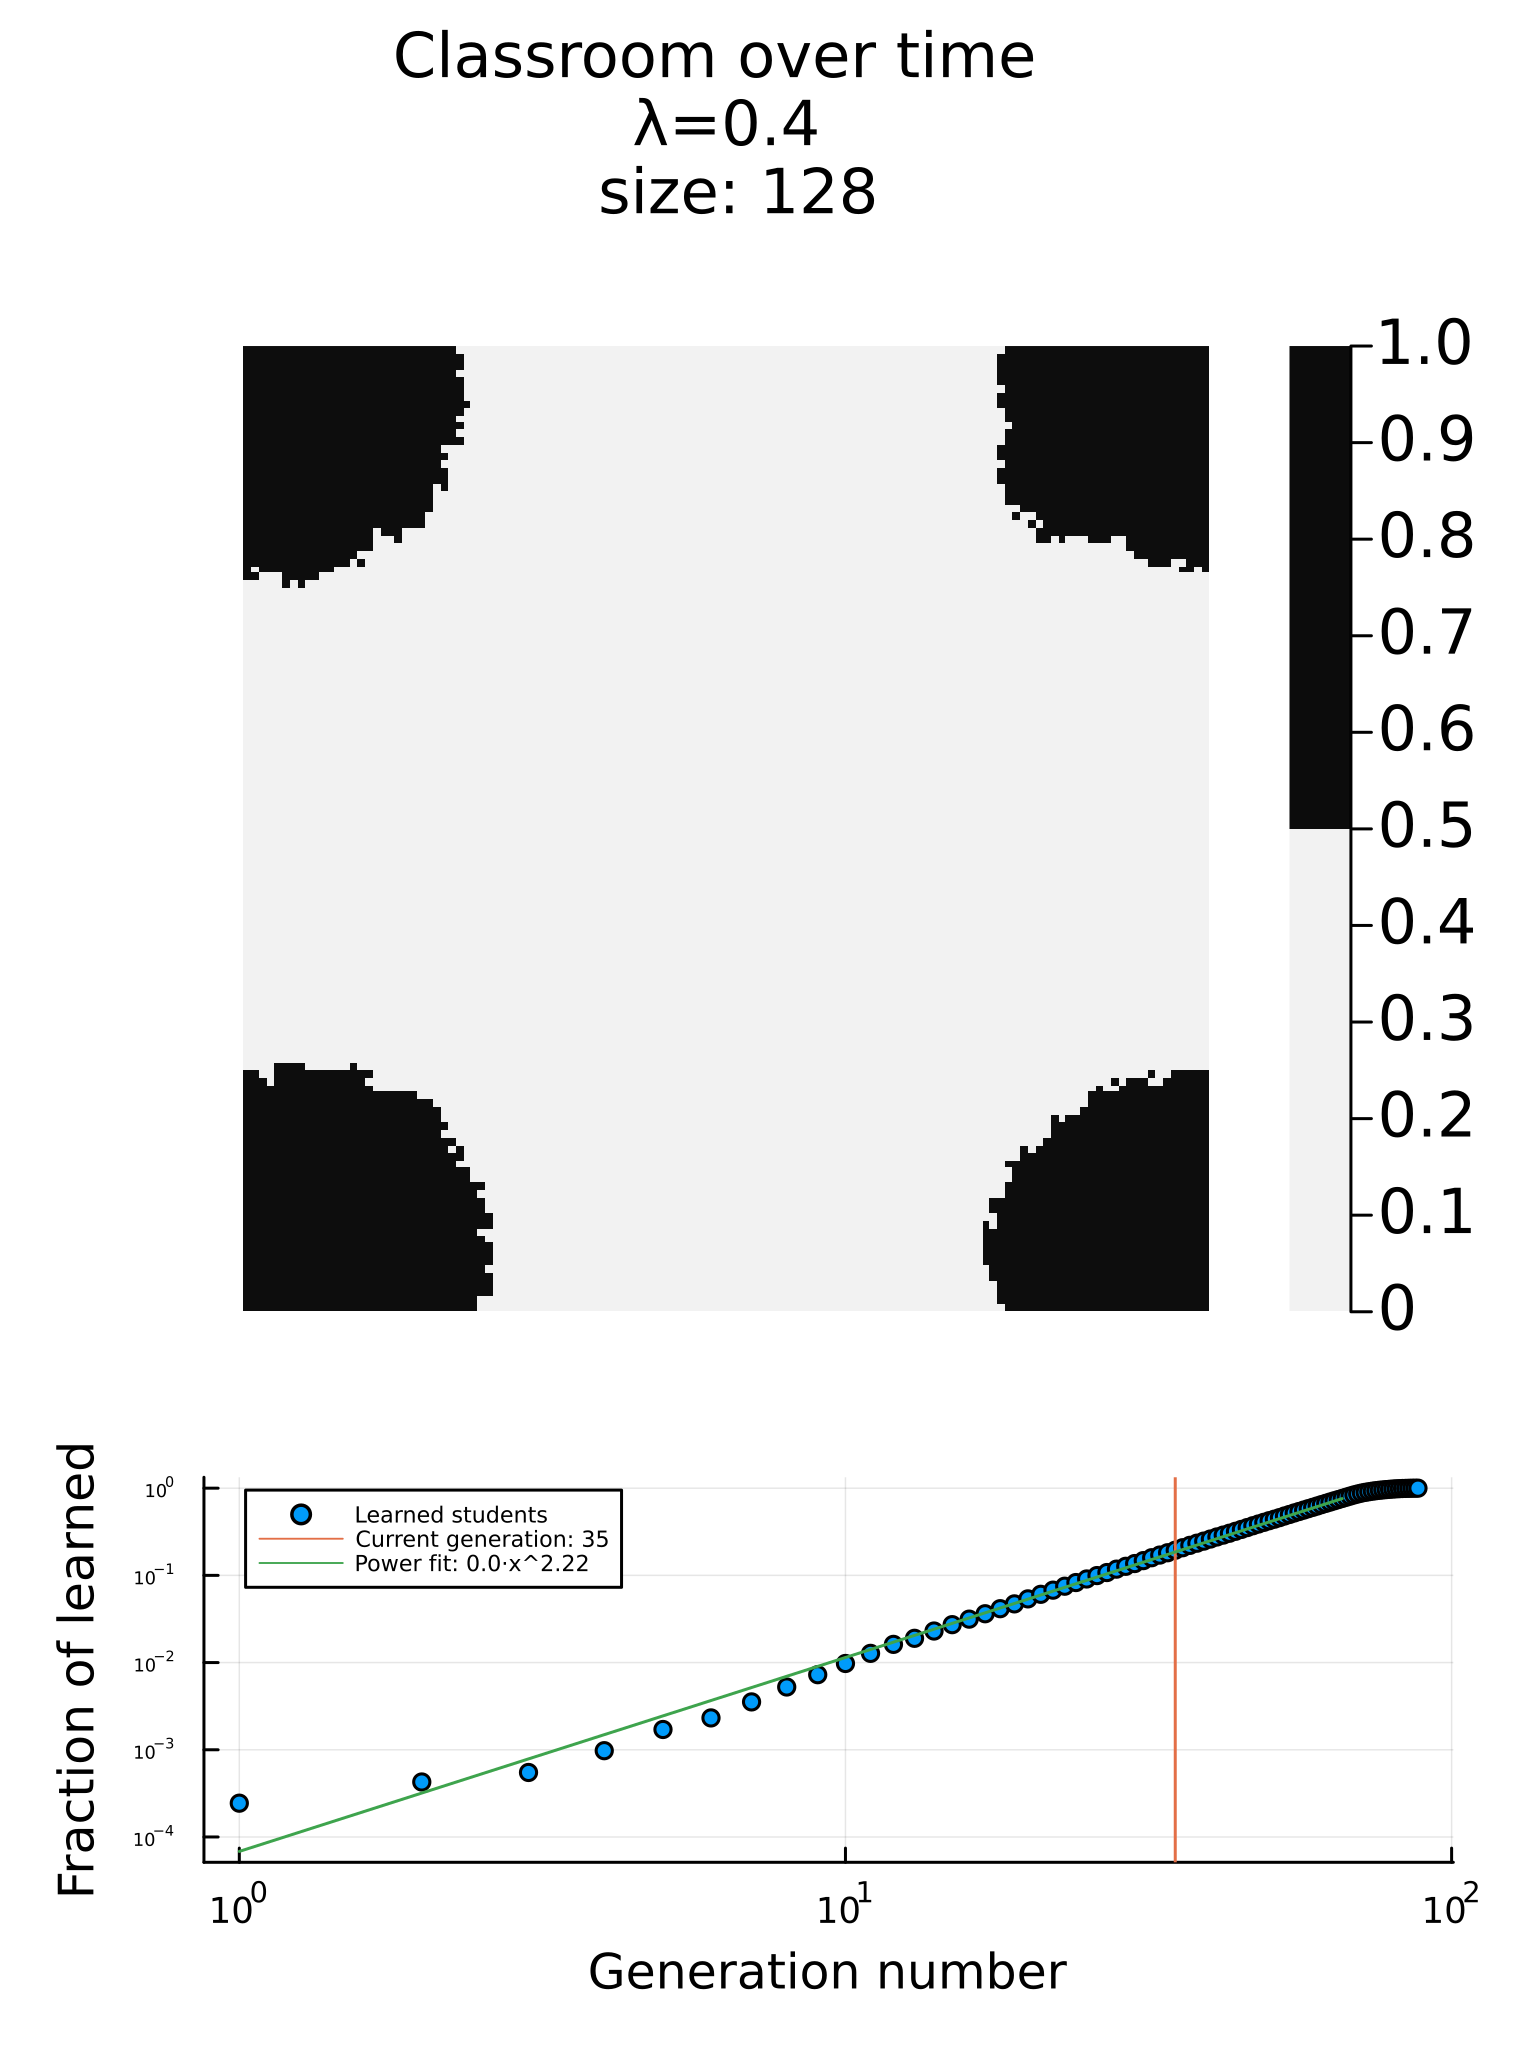 Classroom over time
λ=0.4
size: 128
1.0
0.9
0.8
0.7
0.6
0.5
0.4
0.3
0.2
0.1
0
Fraction of learned
10^0
10^-1
10^-2
10^-3
10^-4
Learned students
Current generation: 35
Power fit: 0.0·x^2.22
10^0 10^1 10^2
Generation number